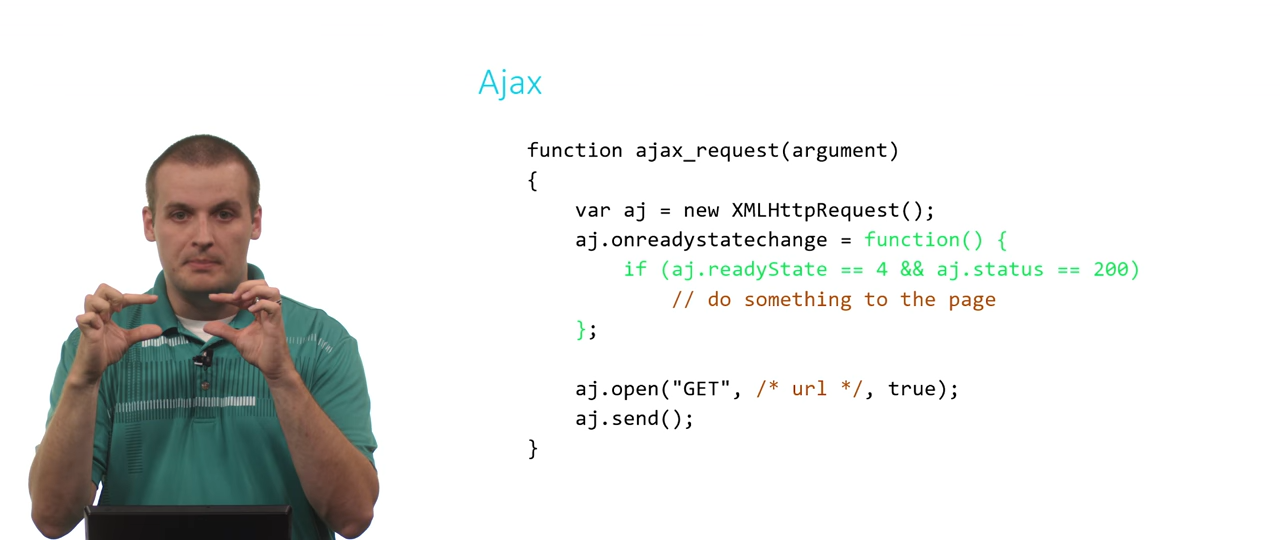 Ajax
function ajax_request(argument)
{
var aj = new XMLHttpRequest();
aj.onreadystatechange = function() {
if (aj.readyState == 4 && aj.status == 200)
// do something to the page
};
aj.open("GET", /* url */, true);
aj.send();
}